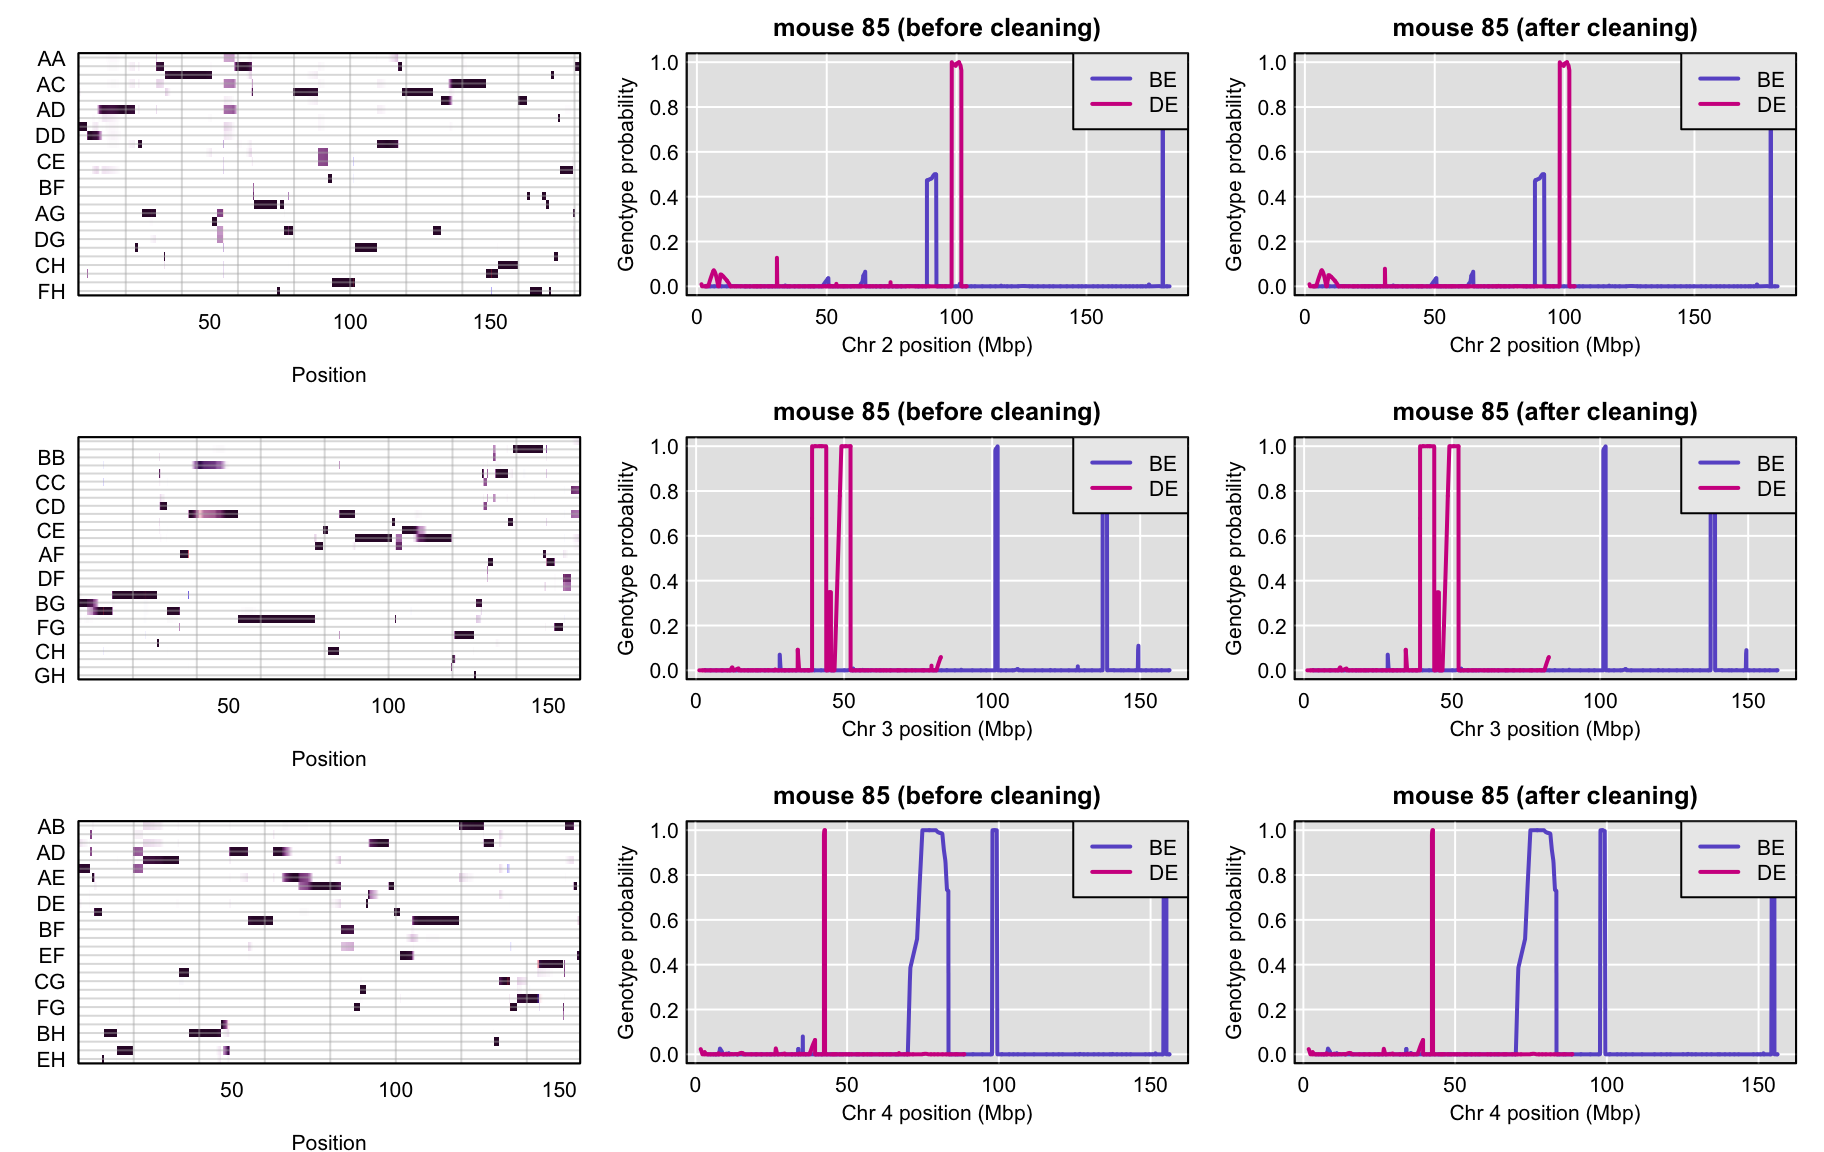 AA
AC
AD
DD
CE
BF
AG
DG
CH
FH
50 100 150
Position
mouse 85 (before cleaning)
Genotype probability
1.0
0.8
0.6
0.4
0.2
0.0
BE
DE
0 50 100 150
Chr 2 position (Mbp)
mouse 85 (after cleaning)
Genotype probability
1.0
0.8
0.6
0.4
0.2
0.0
BE
DE
0 50 100 150
Chr 2 position (Mbp)
BB
CC
CD
CE
AF
DF
BG
FG
CH
GH
50 100 150
Position
mouse 85 (before cleaning)
Genotype probability
1.0
0.8
0.6
0.4
0.2
0.0
BE
DE
0 50 100 150
Chr 3 position (Mbp)
mouse 85 (after cleaning)
Genotype probability
1.0
0.8
0.6
0.4
0.2
0.0
BE
DE
0 50 100 150
Chr 3 position (Mbp)
AB
AD
AE
DE
BF
EF
CG
FG
BH
EH
50 100 150
Position
mouse 85 (before cleaning)
Genotype probability
1.0
0.8
0.6
0.4
0.2
0.0
BE
DE
0 50 100 150
Chr 4 position (Mbp)
mouse 85 (after cleaning)
Genotype probability
1.0
0.8
0.6
0.4
0.2
0.0
BE
DE
0 50 100 150
Chr 4 position (Mbp)